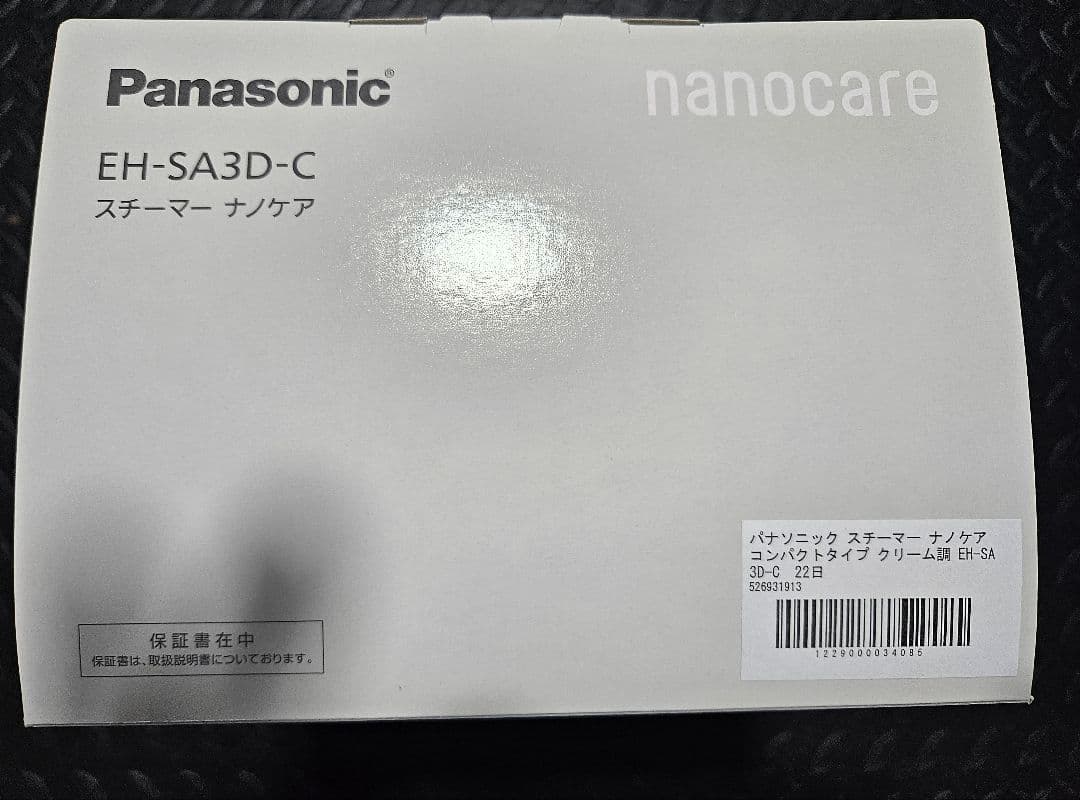 Panasonic®
nanocare
EH-SA3D-C
スチーマー ナノケア
パナソニック スチーマー ナノケア
コンパクトタイプ クリーム調 EH-SA
3D-C 22日
526931913
1229000034085
保証書在中
保証書は、取扱説明書についております。